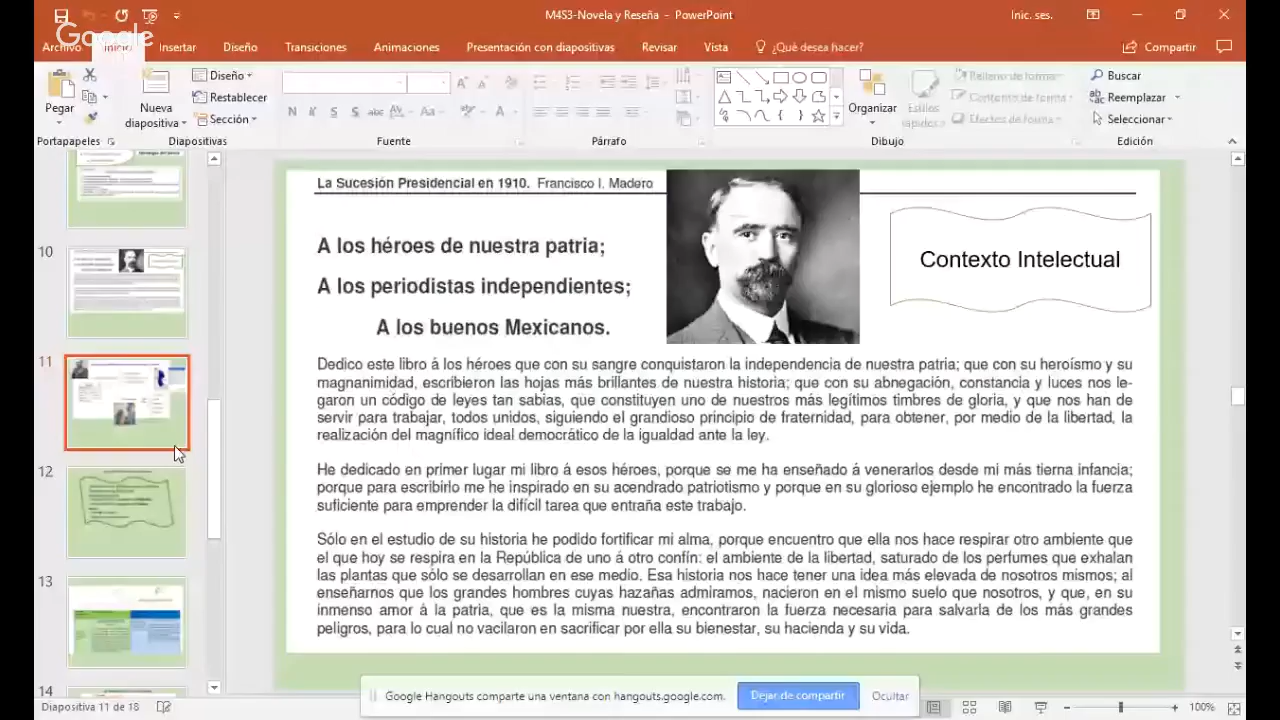 M4S3-Novela y Reseña - PowerPoint
Inic. ses.
Google
Archivo Inicio Insertar Diseño Transiciones Animaciones Presentación con diapositivas Revisar Vista ¿Qué desea hacer? Compartir
Pegar
Nueva diapositiva
Diseño
Restablecer
Sección
N K S abc AV Aa A
Organizar
Estilos rápidos
Relleno de forma
Contorno de forma
Efectos de forma
Buscar
Reemplazar
Seleccionar
Portapapeles Diapositivas Fuente Párrafo Dibujo Edición
10
11
12
13
14
La Sucesión Presidencial en 1910. Francisco I. Madero
Contexto Intelectual
A los héroes de nuestra patria;
A los periodistas independientes;
A los buenos Mexicanos.
Dedico este libro á los héroes que con su sangre conquistaron la independencia de nuestra patria; que con su heroísmo y su
magnanimidad, escribieron las hojas más brillantes de nuestra historia; que con su abnegación, constancia y luces nos le-
garon un código de leyes tan sabias, que constituyen uno de nuestros más legítimos timbres de gloria, y que nos han de
servir para trabajar, todos unidos, siguiendo el grandioso principio de fraternidad, para obtener, por medio de la libertad, la
realización del magnífico ideal democrático de la igualdad ante la ley.
He dedicado en primer lugar mi libro á esos héroes, porque se me ha enseñado á venerarlos desde mi más tierna infancia;
porque para escribirlo me he inspirado en su acendrado patriotismo y porque en su glorioso ejemplo he encontrado la fuerza
suficiente para emprender la difícil tarea que entraña este trabajo.
Sólo en el estudio de su historia he podido fortificar mi alma, porque encuentro que ella nos hace respirar otro ambiente que
el que hoy se respira en la República de uno á otro confín: el ambiente de la libertad, saturado de los perfumes que exhalan
las plantas que sólo se desarrollan en ese medio. Esa historia nos hace tener una idea más elevada de nosotros mismos; al
enseñarnos que los grandes hombres cuyas hazañas admiramos, nacieron en el mismo suelo que nosotros, y que, en su
inmenso amor á la patria, que es la misma nuestra, encontraron la fuerza necesaria para salvarla de los más grandes
peligros, para lo cual no vacilaron en sacrificar por ella su bienestar, su hacienda y su vida.
Google Hangouts comparte una ventana con hangouts.google.com. Dejar de compartir Ocultar
Diapositiva 11 de 18
100%